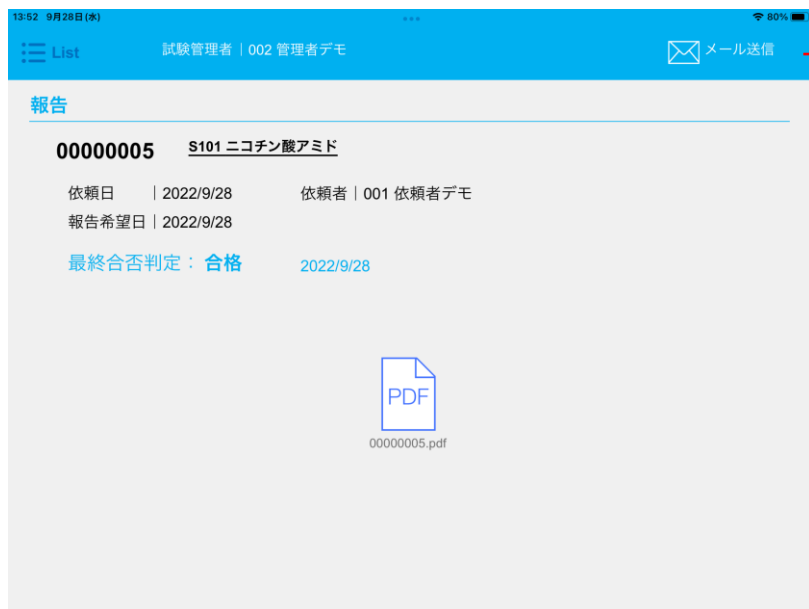 13:52 9月28日(水) 80%
List 試験管理者｜002 管理者デモ メール送信
報告
00000005 S101 ニコチン酸アミド
依頼日 ｜2022/9/28 依頼者｜001 依頼者デモ
報告希望日｜2022/9/28
最終合否判定：合格 2022/9/28
PDF
00000005.pdf